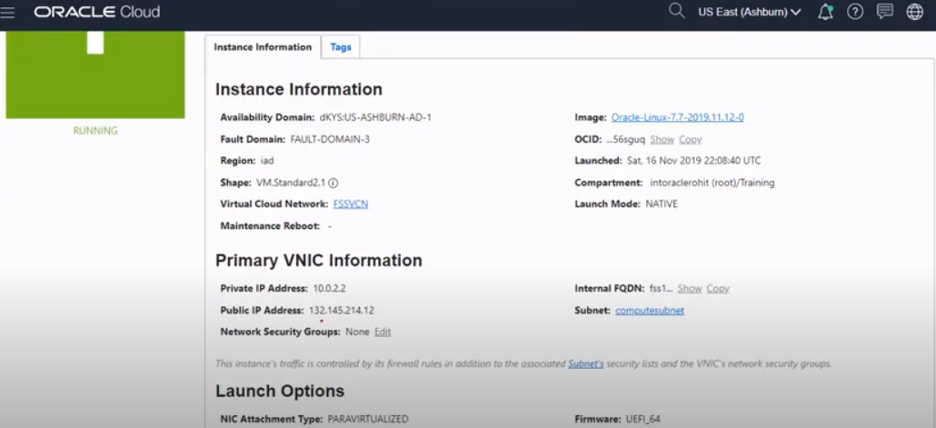 ORACLE Cloud
US East (Ashburn)
Instance Information Tags
RUNNING
Instance Information
Availability Domain: dKYS:US-ASHBURN-AD-1
Fault Domain: FAULT-DOMAIN-3
Region: iad
Shape: VM.Standard2.1
Virtual Cloud Network: FSSVCN
Maintenance Reboot: -
Image: Oracle-Linux-7.7-2019.11.12-0
OCID: ...56sguq Show Copy
Launched: Sat, 16 Nov 2019 22:08:40 UTC
Compartment: intoraclerohit (root)/Training
Launch Mode: NATIVE
Primary VNIC Information
Private IP Address: 10.0.2.2
Public IP Address: 132.145.214.12
Network Security Groups: None Edit
Internal FQDN: fss1... Show Copy
Subnet: computesubnet
This instance's traffic is controlled by its firewall rules in addition to the associated Subnet's security lists and the VNIC's network security groups.
Launch Options
NIC Attachment Type: PARAVIRTUALIZED
Firmware: UEFI_64